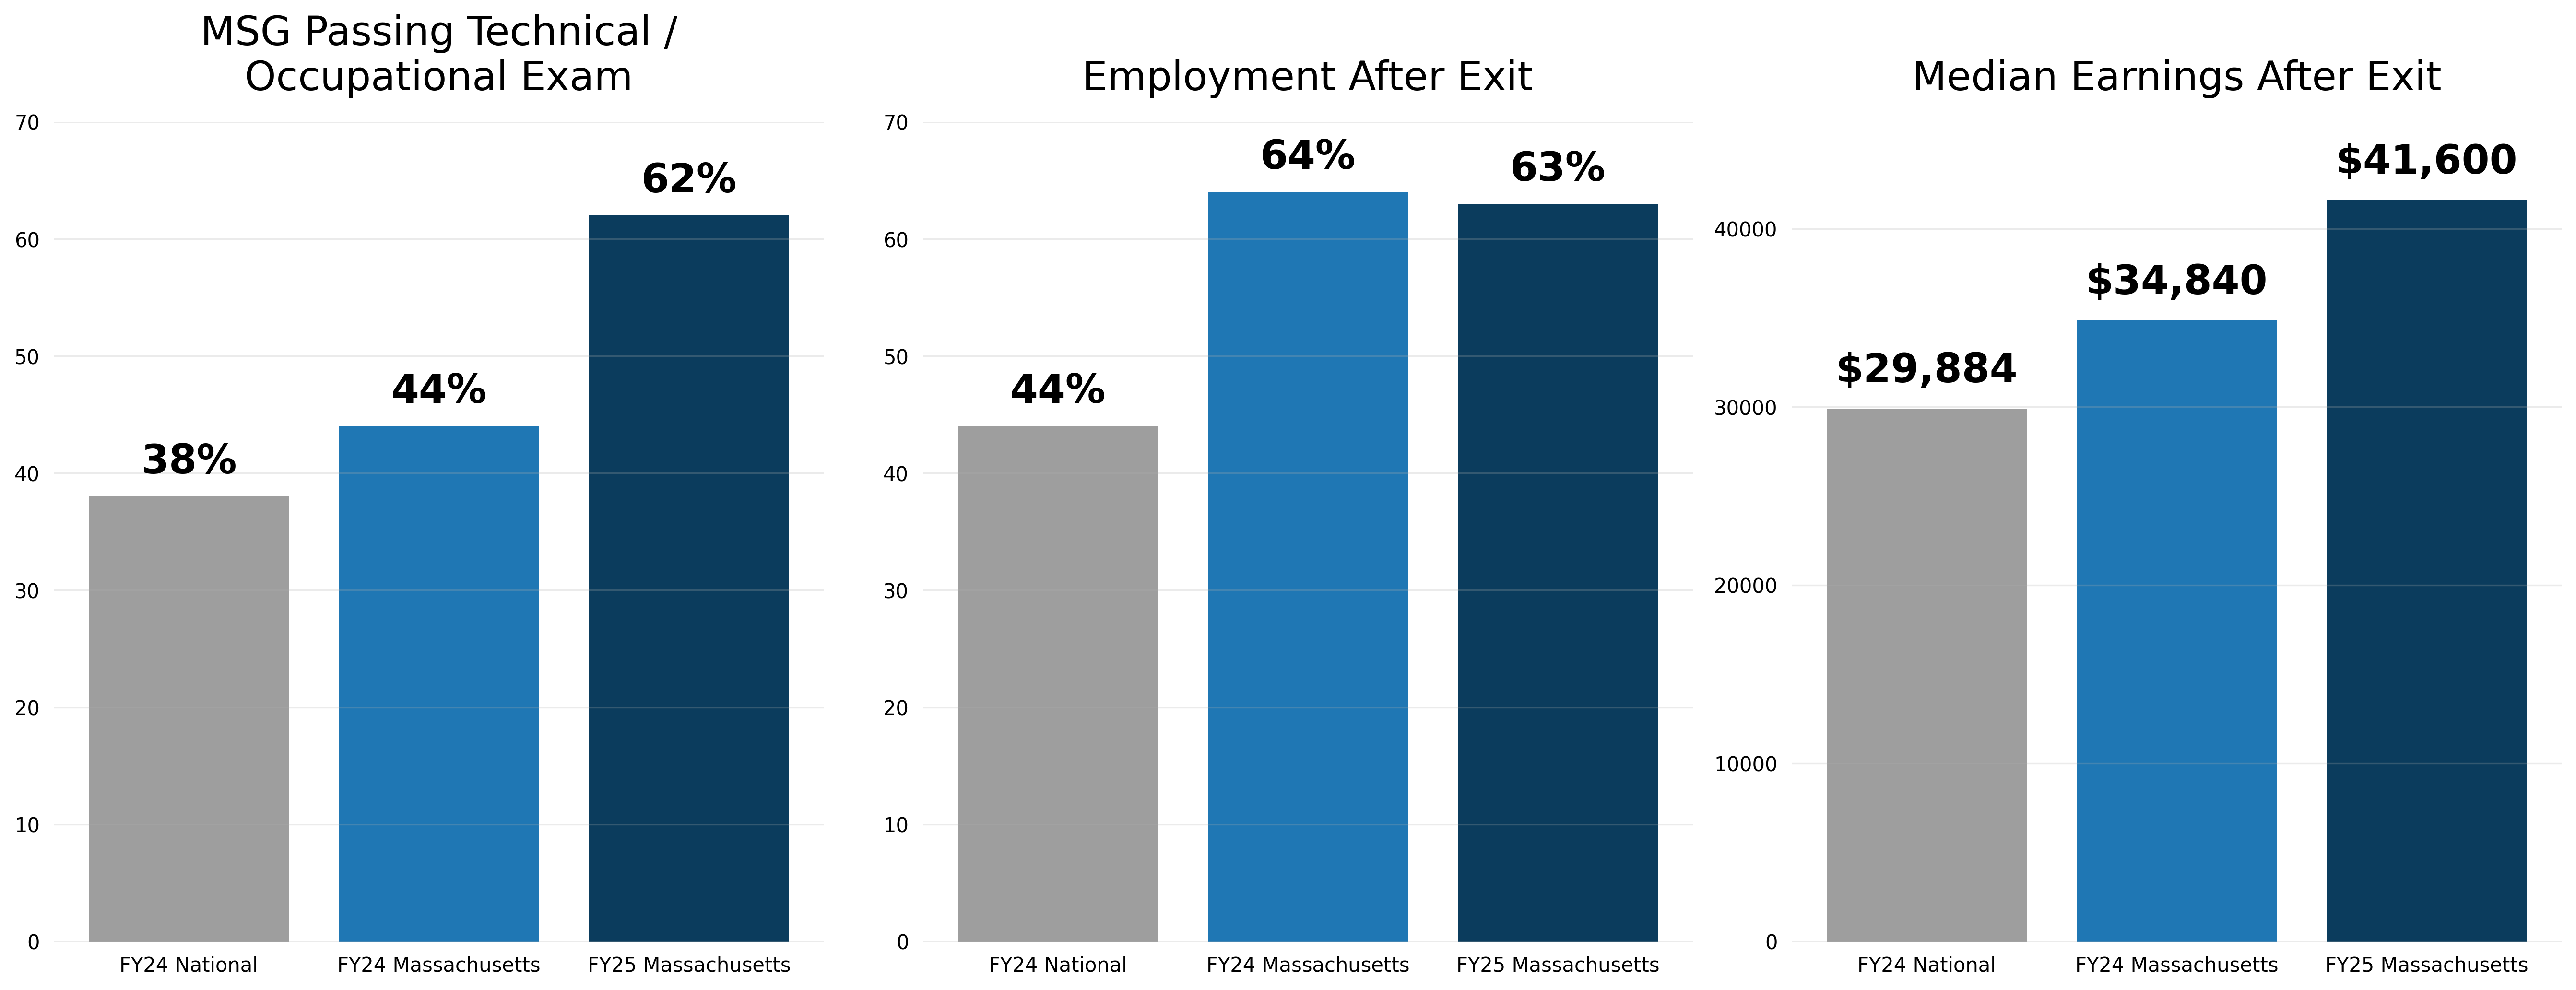 MSG Passing Technical /
Occupational Exam
70
60
50
40
30
20
10
0
38%
44%
62%
FY24 National
FY24 Massachusetts
FY25 Massachusetts
Employment After Exit
70
60
50
40
30
20
10
0
44%
64%
63%
FY24 National
FY24 Massachusetts
FY25 Massachusetts
Median Earnings After Exit
40000
30000
20000
10000
0
$29,884
$34,840
$41,600
FY24 National
FY24 Massachusetts
FY25 Massachusetts